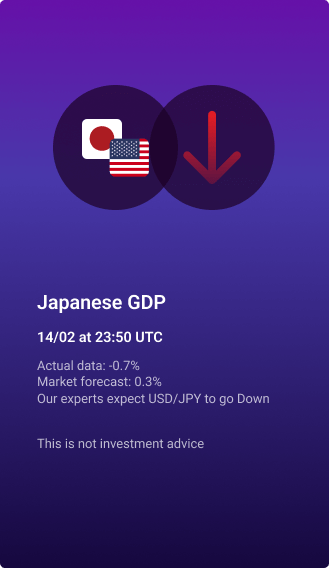 Japanese GDP
14/02 at 23:50 UTC
Actual data: -0.7%
Market forecast: 0.3%
Our experts expect USD/JPY to go Down
This is not investment advice